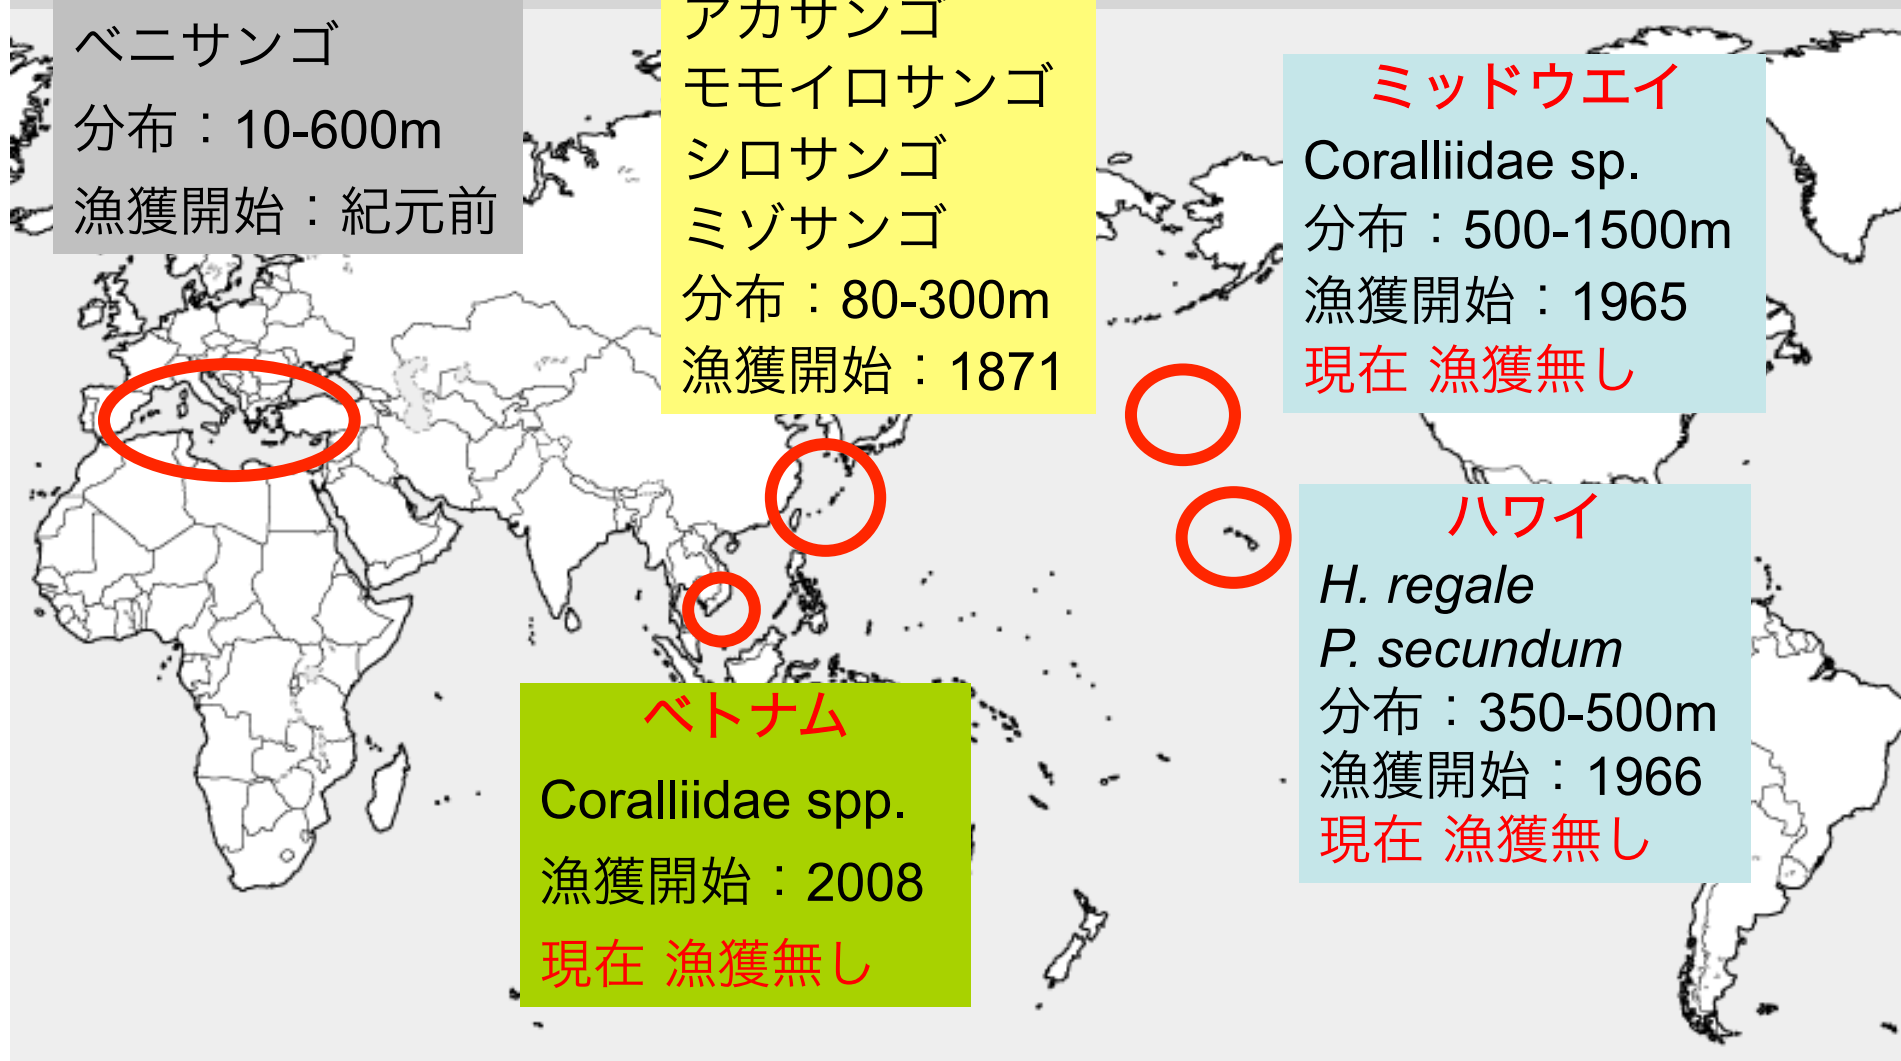 ベニサンゴ
分布：10-600m
漁獲開始：紀元前
アカサンゴ
モモイロサンゴ
シロサンゴ
ミゾサンゴ
分布：80-300m
漁獲開始：1871
ミッドウエイ
Coralliidae sp.
分布：500-1500m
漁獲開始：1965
現在 漁獲無し
ハワイ
H. regale
P. secundum
分布：350-500m
漁獲開始：1966
現在 漁獲無し
ベトナム
Coralliidae spp.
漁獲開始：2008
現在 漁獲無し